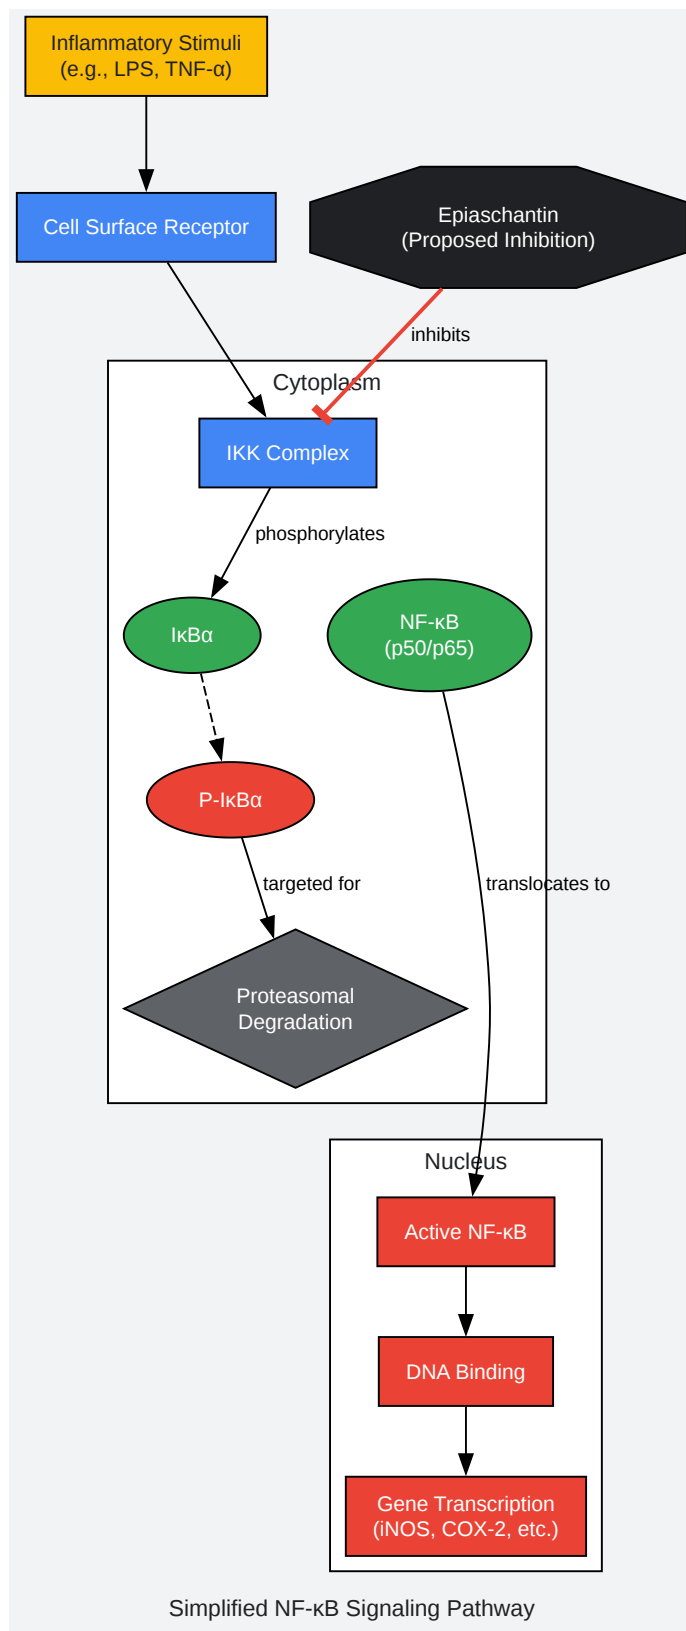 Inflammatory Stimuli
(e.g., LPS, TNF-α)
Cell Surface Receptor
Epiaschantin
(Proposed Inhibition)
inhibits
Cytoplasm
IKK Complex
phosphorylates
IκBα
NF-κB
(p50/p65)
P-IκBα
targeted for
translocates to
Proteasomal
Degradation
Nucleus
Active NF-κB
DNA Binding
Gene Transcription
(iNOS, COX-2, etc.)
Simplified NF-κB Signaling Pathway